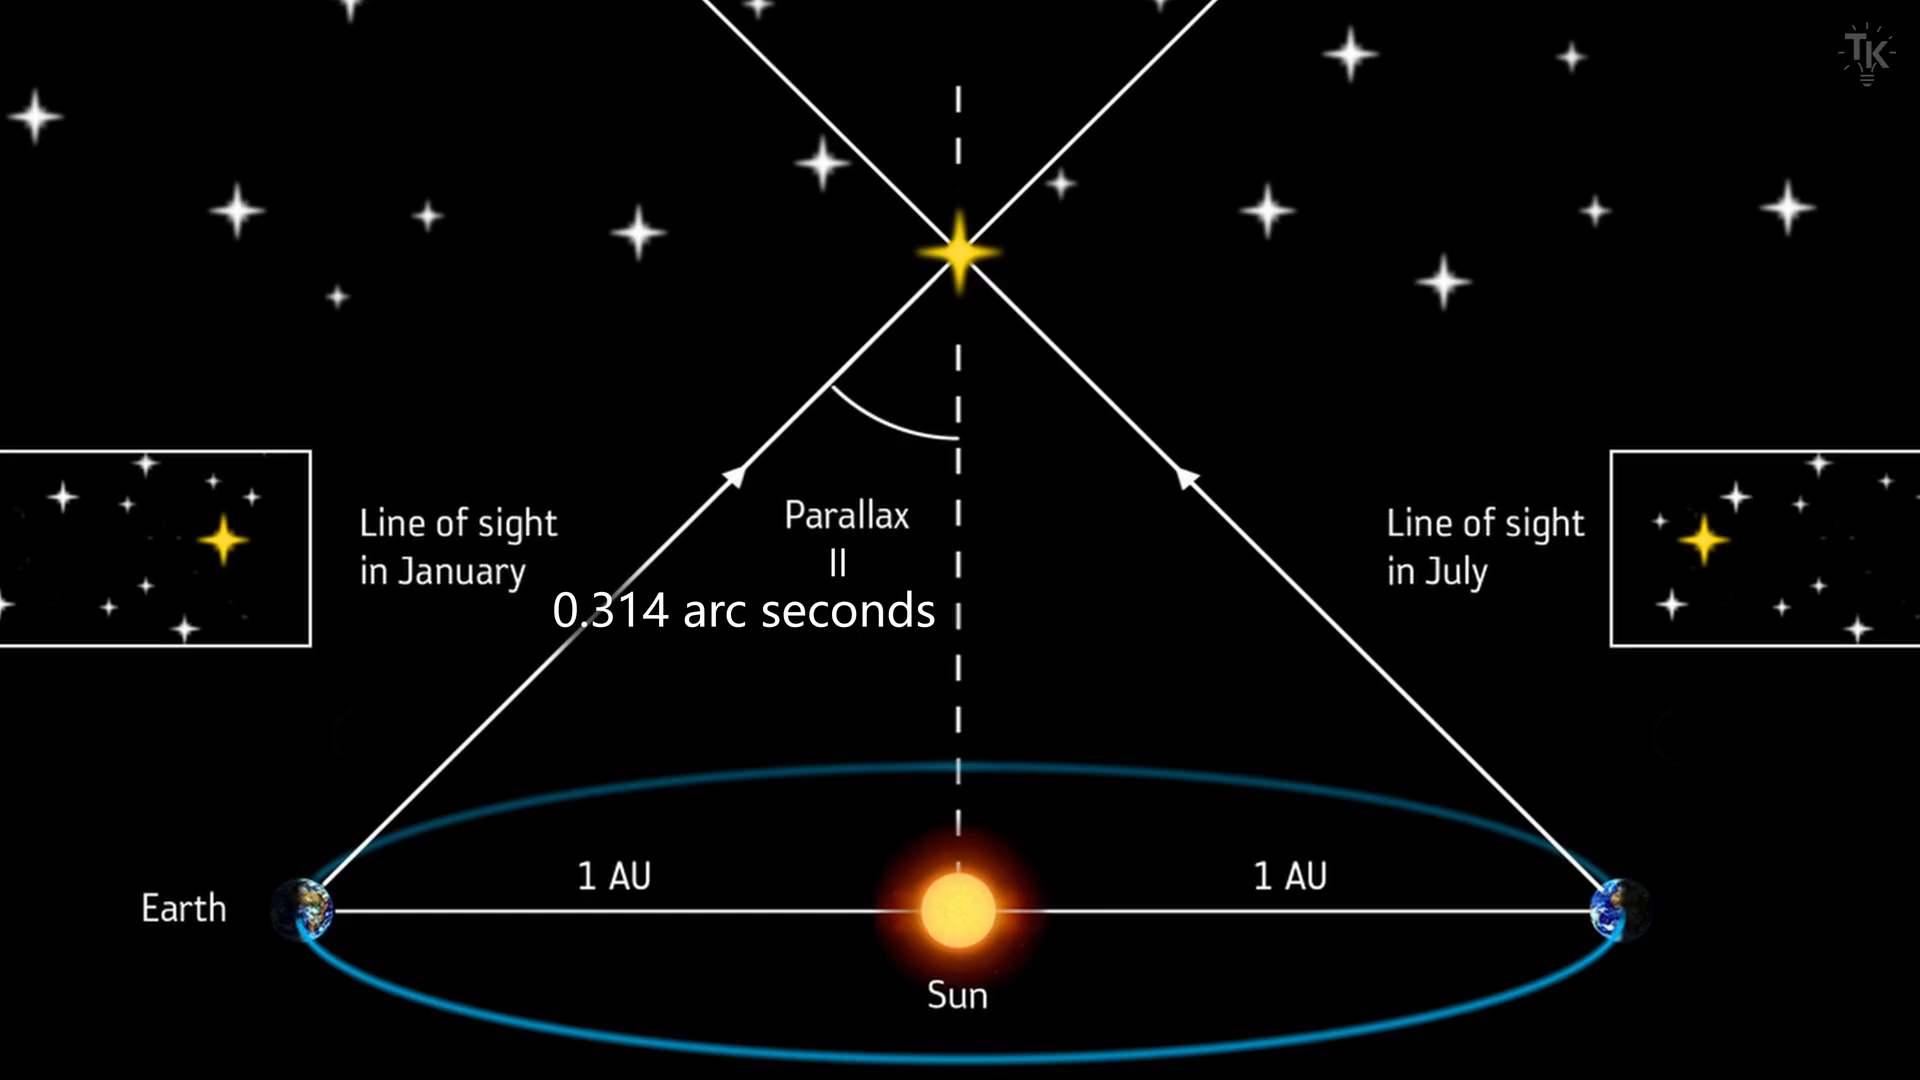 TK
Line of sight
in January
Parallax
||
0.314 arc seconds
Line of sight
in July
1 AU
1 AU
Earth
Sun